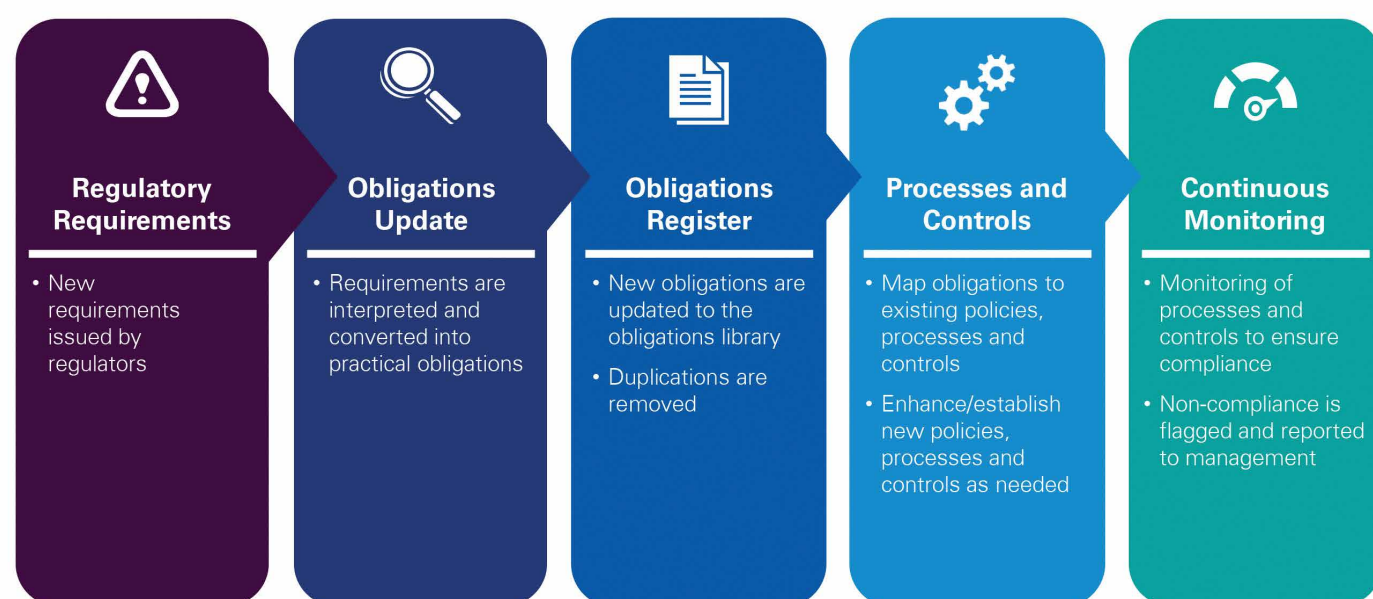 Regulatory
Requirements
• New
requirements
issued by
regulators
Obligations
Update
• Requirements are
interpreted and
converted into
practical obligations
Obligations
Register
• New obligations are
updated to the
obligations library
• Duplications are
removed
Processes and
Controls
• Map obligations to
existing policies,
processes and
controls
• Enhance/establish
new policies,
processes and
controls as needed
Continuous
Monitoring
• Monitoring of
processes and
controls to ensure
compliance
• Non-compliance is
flagged and reported
to management